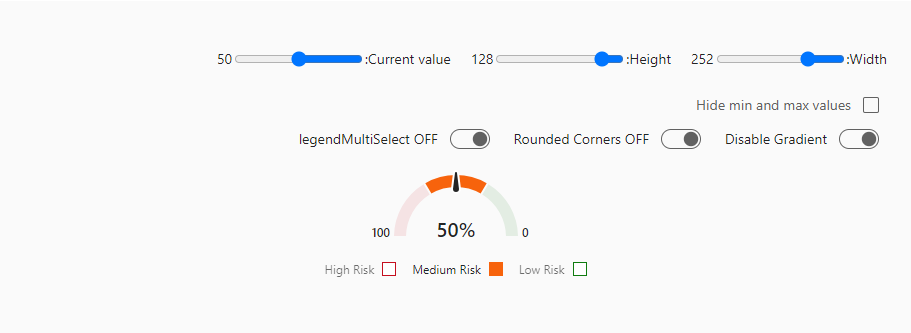 Width: 252 Height: 128 Current value: 50
Hide min and max values
Disable Gradient Rounded Corners OFF legendMultiSelect OFF
100 50% 0
High Risk Medium Risk Low Risk